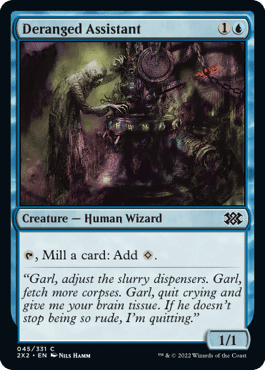 Deranged Assistant 1
Creature — Human Wizard
, Mill a card: Add .
“Garl, adjust the slurry dispensers. Garl,
fetch more corpses. Garl, quit crying and
give me your brain tissue. If he doesn’t
stop being so rude, I’m quitting.”
1/1
045/331 C
2X2 • EN Nils Hamm
™ & © 2022 Wizards of the Coast